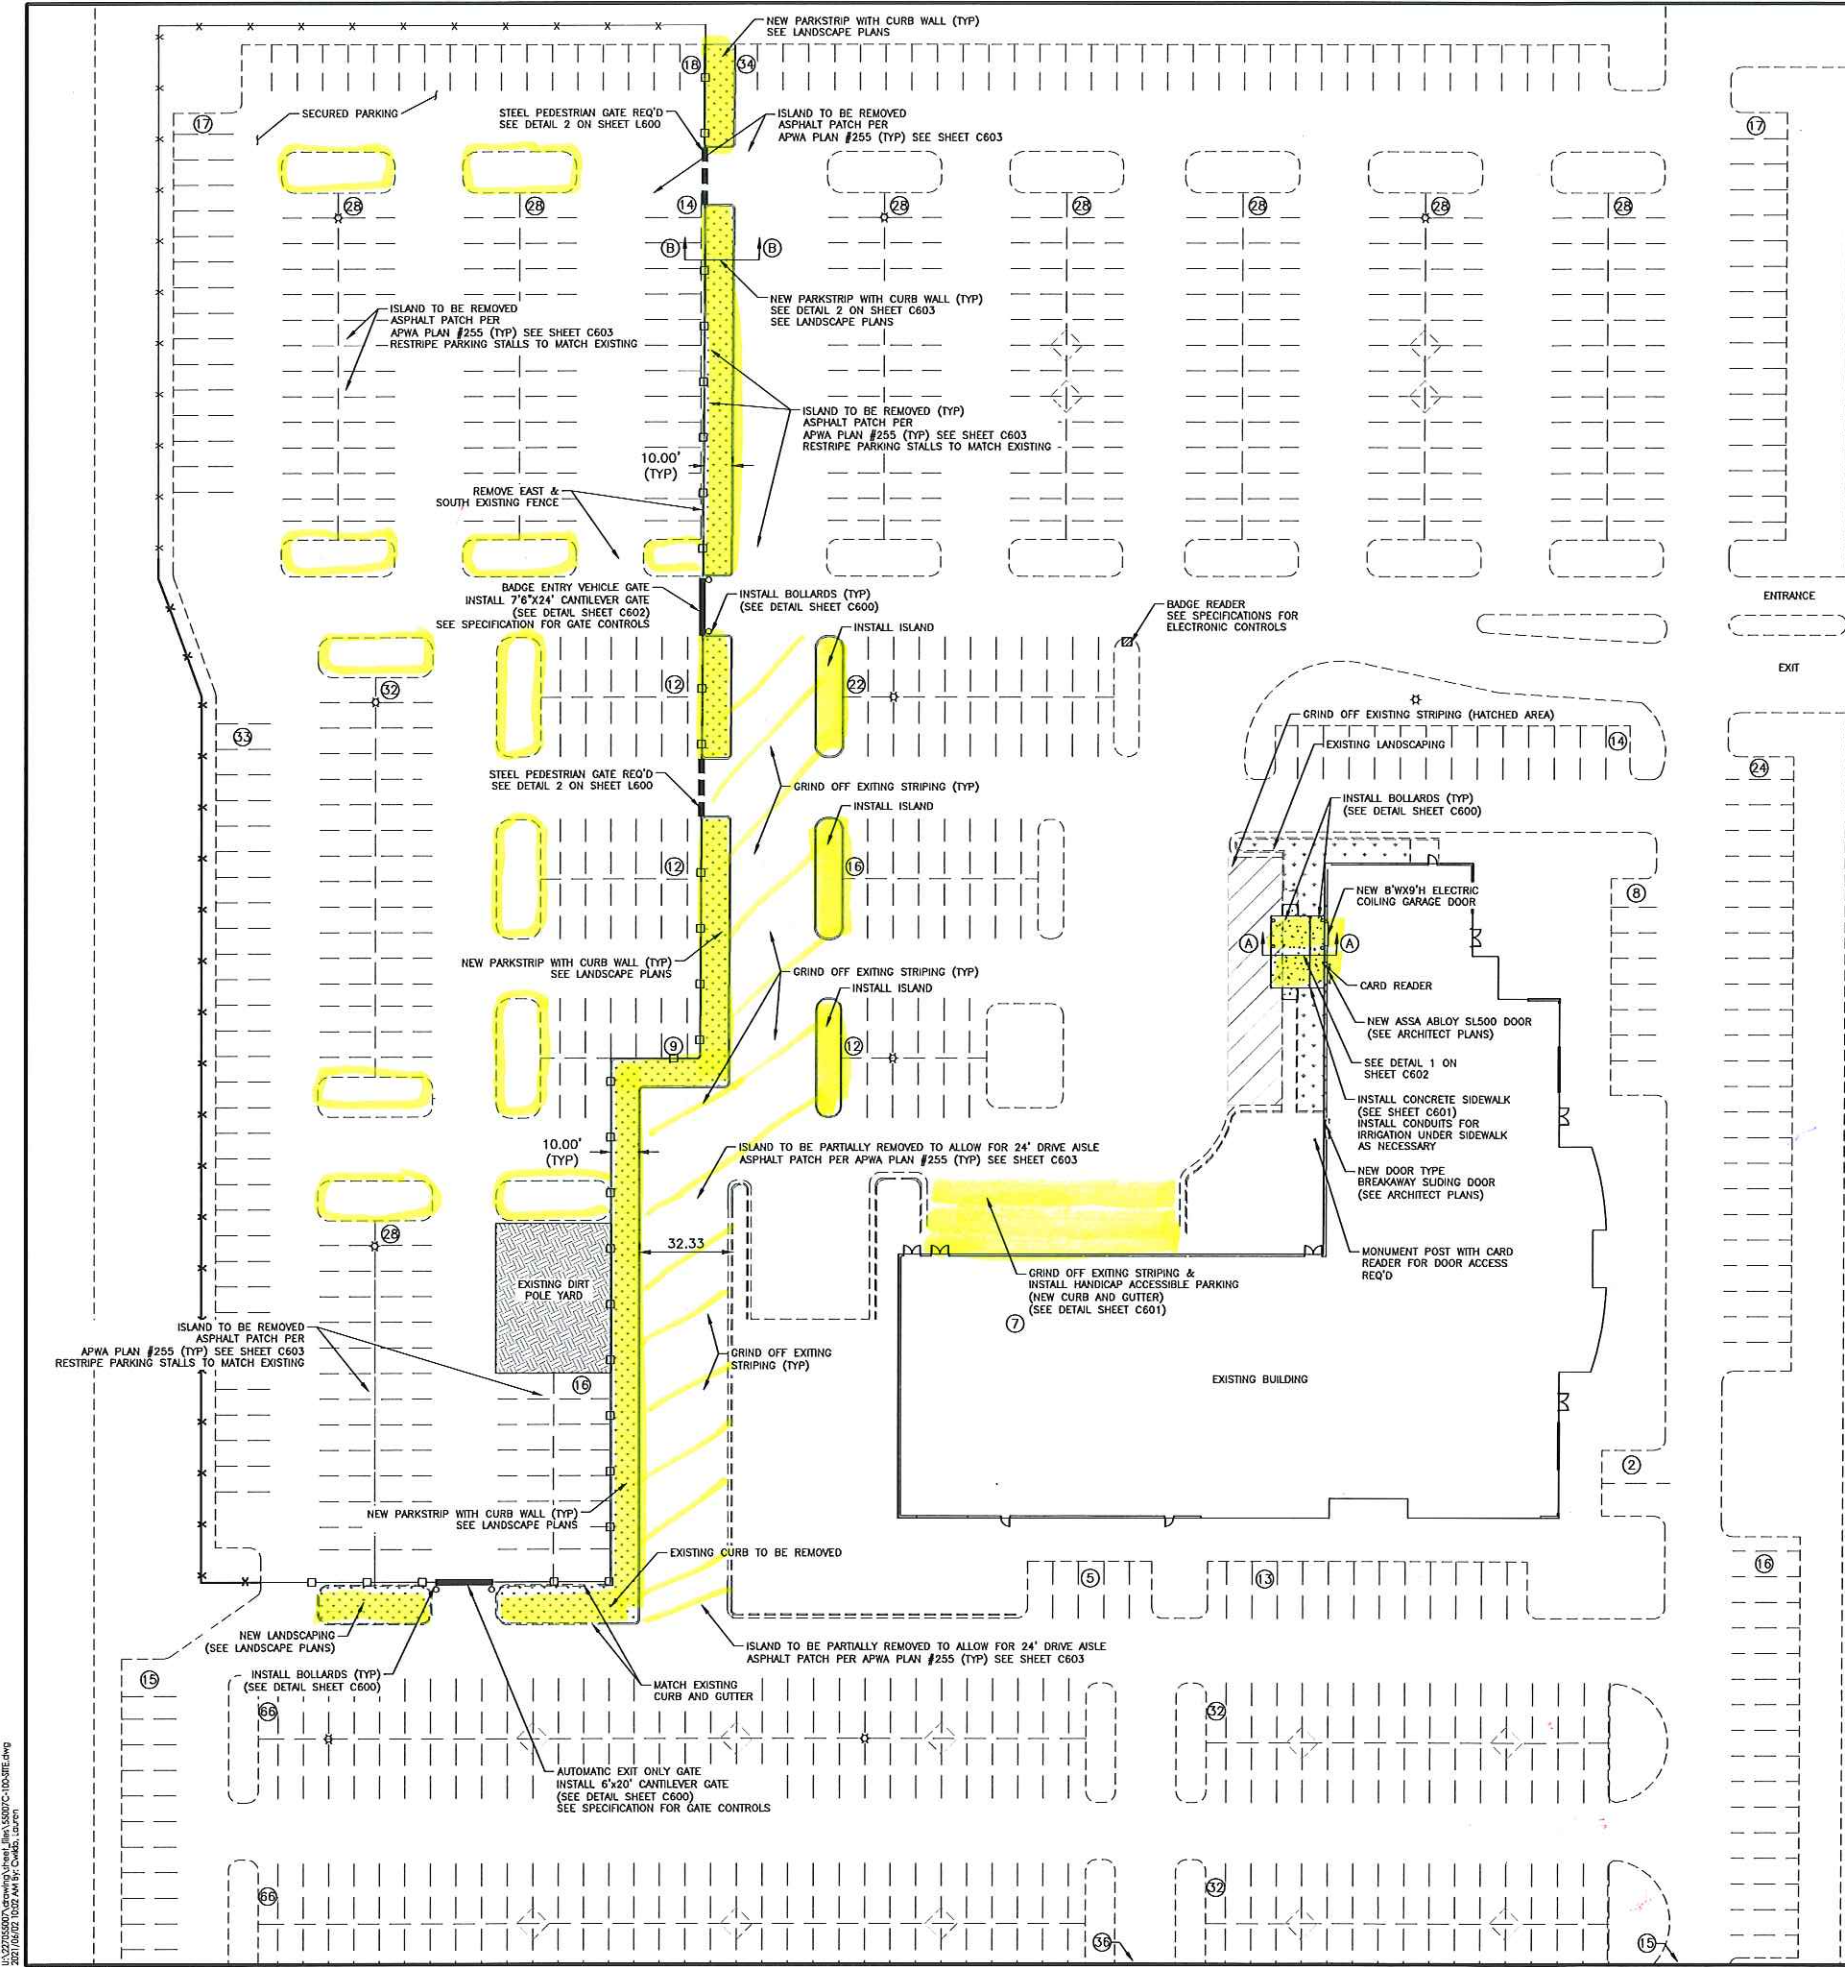 NEW PARKSTRIP WITH CURB WALL (TYP)
SEE LANDSCAPE PLANS
18
34
SECURED PARKING
STEEL PEDESTRIAN GATE REQ'D
SEE DETAIL 2 ON SHEET L600
ISLAND TO BE REMOVED
ASPHALT PATCH PER
APWA PLAN #255 (TYP) SEE SHEET C603
17
17
28
28
14
28
28
28
28
28
B
B
ISLAND TO BE REMOVED
ASPHALT PATCH PER
APWA PLAN #255 (TYP) SEE SHEET C603
RESTRIPE PARKING STALLS TO MATCH EXISTING
NEW PARKSTRIP WITH CURB WALL (TYP)
SEE DETAIL 2 ON SHEET C603
SEE LANDSCAPE PLANS
ISLAND TO BE REMOVED (TYP)
ASPHALT PATCH PER
APWA PLAN #255 (TYP) SEE SHEET C603
RESTRIPE PARKING STALLS TO MATCH EXISTING
10.00'
(TYP)
REMOVE EAST &
SOUTH EXISTING FENCE
BADGE ENTRY VEHICLE GATE
INSTALL 7'6"X24' CANTILEVER GATE
(SEE DETAIL SHEET C602)
SEE SPECIFICATION FOR GATE CONTROLS
INSTALL BOLLARDS (TYP)
(SEE DETAIL SHEET C600)
BADGE READER
SEE SPECIFICATIONS FOR
ELECTRONIC CONTROLS
ENTRANCE
EXIT
INSTALL ISLAND
32
12
22
33
GRIND OFF EXISTING STRIPING (HATCHED AREA)
EXISTING LANDSCAPING
14
24
STEEL PEDESTRIAN GATE REQ'D
SEE DETAIL 2 ON SHEET L600
GRIND OFF EXITING STRIPING (TYP)
INSTALL ISLAND
INSTALL BOLLARDS (TYP)
(SEE DETAIL SHEET C600)
12
16
NEW 8'WX9'H ELECTRIC
COILING GARAGE DOOR
8
A
A
NEW PARKSTRIP WITH CURB WALL (TYP)
SEE LANDSCAPE PLANS
GRIND OFF EXITING STRIPING (TYP)
INSTALL ISLAND
CARD READER
NEW ASSA ABLOY SL500 DOOR
(SEE ARCHITECT PLANS)
9
12
SEE DETAIL 1 ON
SHEET C602
INSTALL CONCRETE SIDEWALK
(SEE SHEET C601)
INSTALL CONDUITS FOR
IRRIGATION UNDER SIDEWALK
AS NECESSARY
10.00'
(TYP)
ISLAND TO BE PARTIALLY REMOVED TO ALLOW FOR 24' DRIVE AISLE
ASPHALT PATCH PER APWA PLAN #255 (TYP) SEE SHEET C603
NEW DOOR TYPE
BREAKAWAY SLIDING DOOR
(SEE ARCHITECT PLANS)
28
32.33
MONUMENT POST WITH CARD
READER FOR DOOR ACCESS
REQ'D
EXISTING DIRT
POLE YARD
GRIND OFF EXITING STRIPING &
INSTALL HANDICAP ACCESSIBLE PARKING
(NEW CURB AND GUTTER)
(SEE DETAIL SHEET C601)
7
ISLAND TO BE REMOVED
ASPHALT PATCH PER
APWA PLAN #255 (TYP) SEE SHEET C603
RESTRIPE PARKING STALLS TO MATCH EXISTING
GRIND OFF EXITING
STRIPING (TYP)
16
EXISTING BUILDING
2
NEW PARKSTRIP WITH CURB WALL (TYP)
SEE LANDSCAPE PLANS
EXISTING CURB TO BE REMOVED
5
13
16
NEW LANDSCAPING
(SEE LANDSCAPE PLANS)
ISLAND TO BE PARTIALLY REMOVED TO ALLOW FOR 24' DRIVE AISLE
ASPHALT PATCH PER APWA PLAN #255 (TYP) SEE SHEET C603
15
INSTALL BOLLARDS (TYP)
(SEE DETAIL SHEET C600)
MATCH EXISTING
CURB AND GUTTER
66
32
AUTOMATIC EXIT ONLY GATE
INSTALL 6'x20' CANTILEVER GATE
(SEE DETAIL SHEET C600)
SEE SPECIFICATION FOR GATE CONTROLS
66
32
36
15
2021/06/02 10:02 AM By: